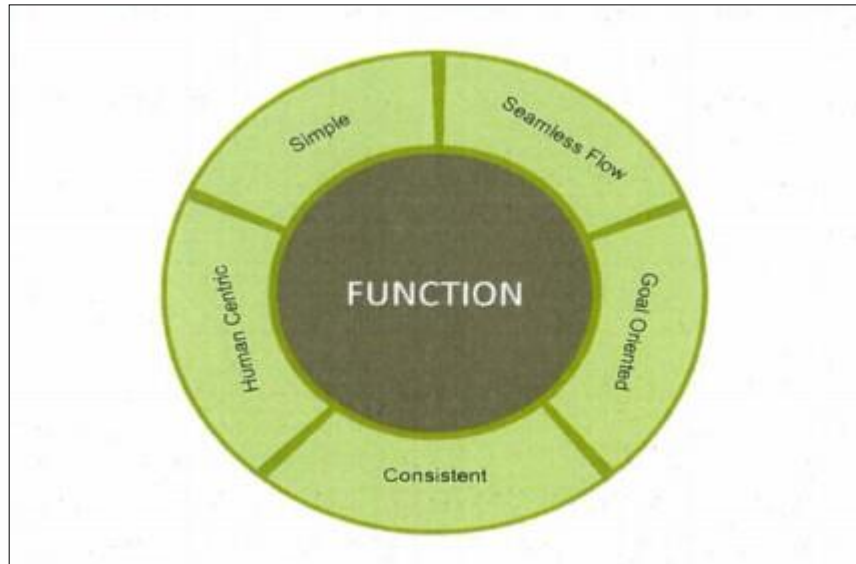 Simple
Seamless Flow
Goal Oriented
Consistent
Human Centric
FUNCTION